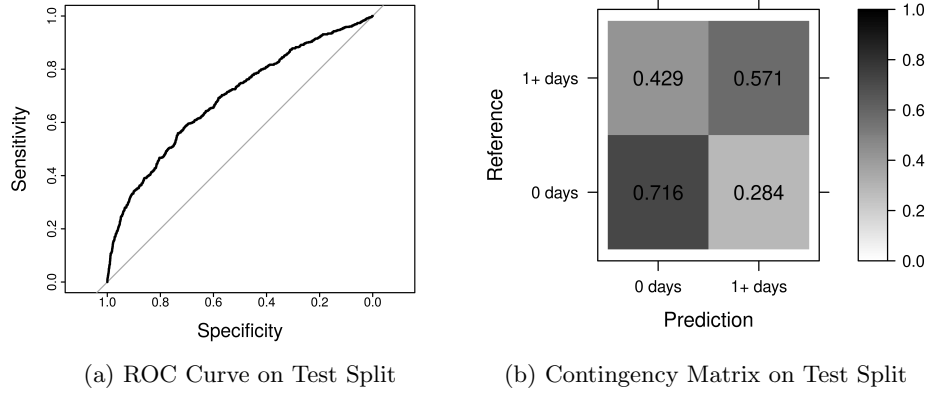 Sensitivity
1.0
0.8
0.6
0.4
0.2
0.0
1.0 0.8 0.6 0.4 0.2 0.0
Specificity
(a) ROC Curve on Test Split
Reference
1+ days
0 days
0.429 0.571
0.716 0.284
0 days 1+ days
Prediction
1.0
0.8
0.6
0.4
0.2
0.0
(b) Contingency Matrix on Test Split